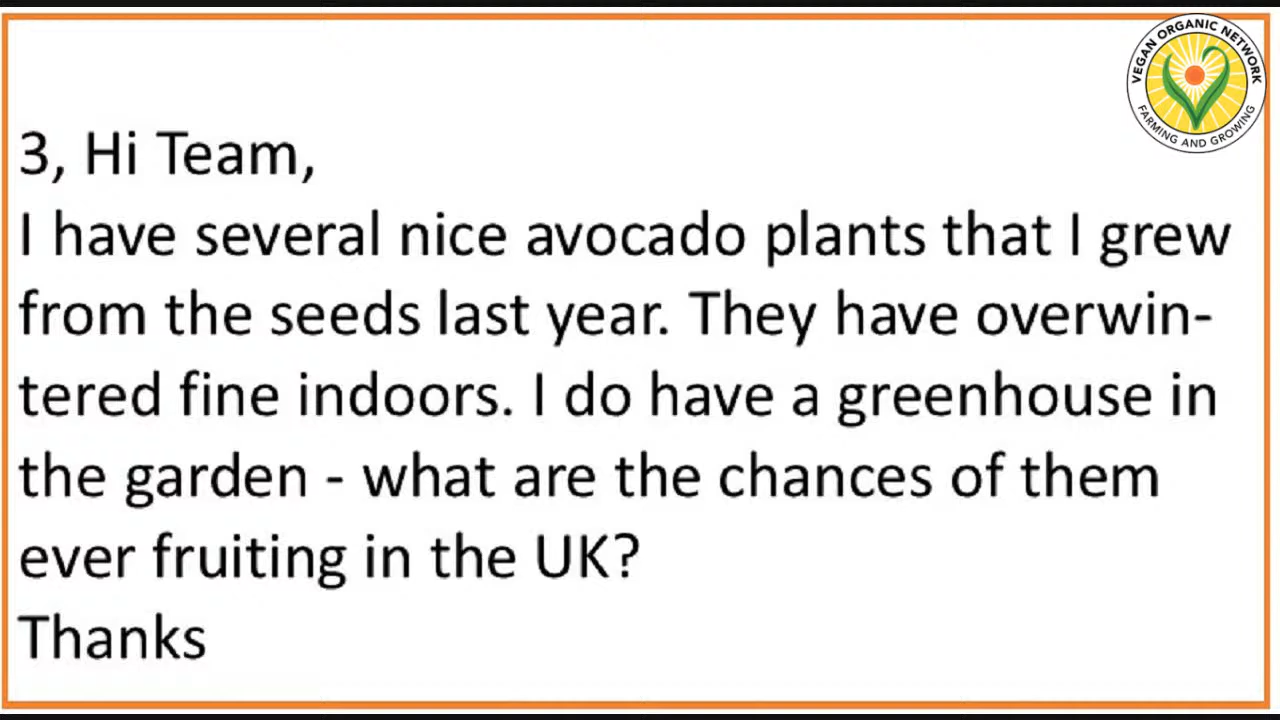 VEGAN ORGANIC NETWORK
FARMING AND GROWING
3, Hi Team,
I have several nice avocado plants that I grew
from the seeds last year. They have overwin-
tered fine indoors. I do have a greenhouse in
the garden - what are the chances of them
ever fruiting in the UK?
Thanks